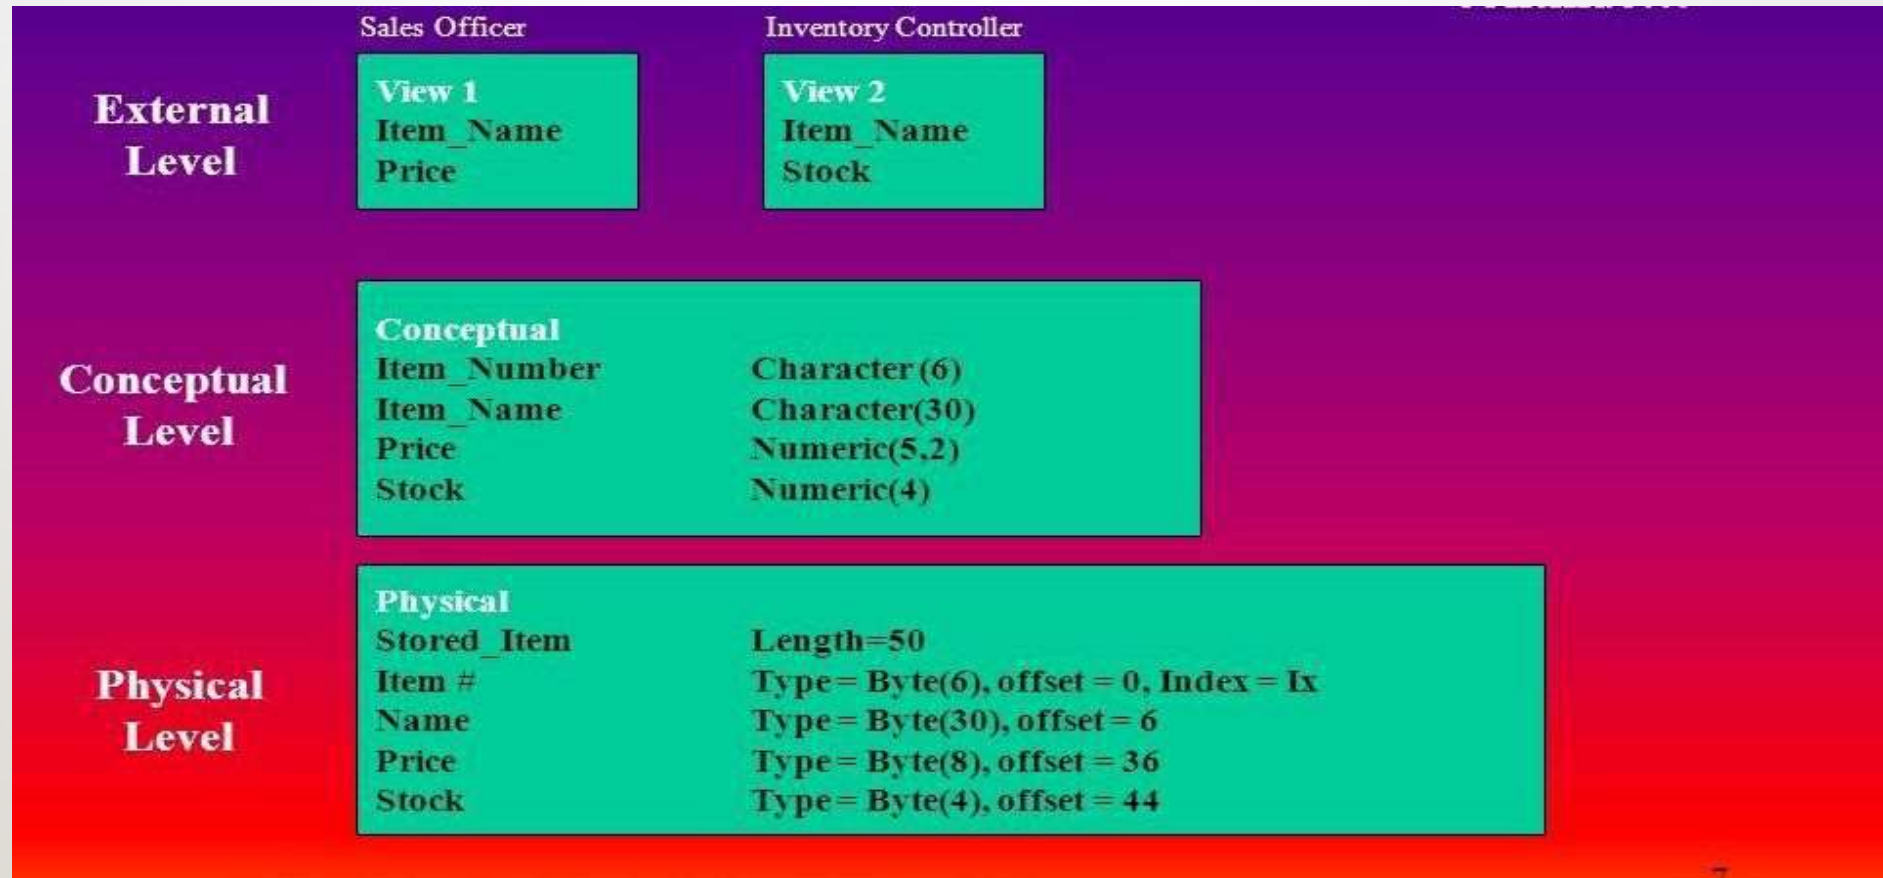 Sales Officer
Inventory Controller
External
Level
View 1
Item_Name
Price
View 2
Item_Name
Stock
Conceptual
Level
Conceptual
Item_Number Character (6)
Item_Name Character(30)
Price Numeric(5,2)
Stock Numeric(4)
Physical
Level
Physical
Stored_Item Length=50
Item # Type = Byte(6), offset = 0, Index = Ix
Name Type = Byte(30), offset = 6
Price Type = Byte(8), offset = 36
Stock Type = Byte(4), offset = 44